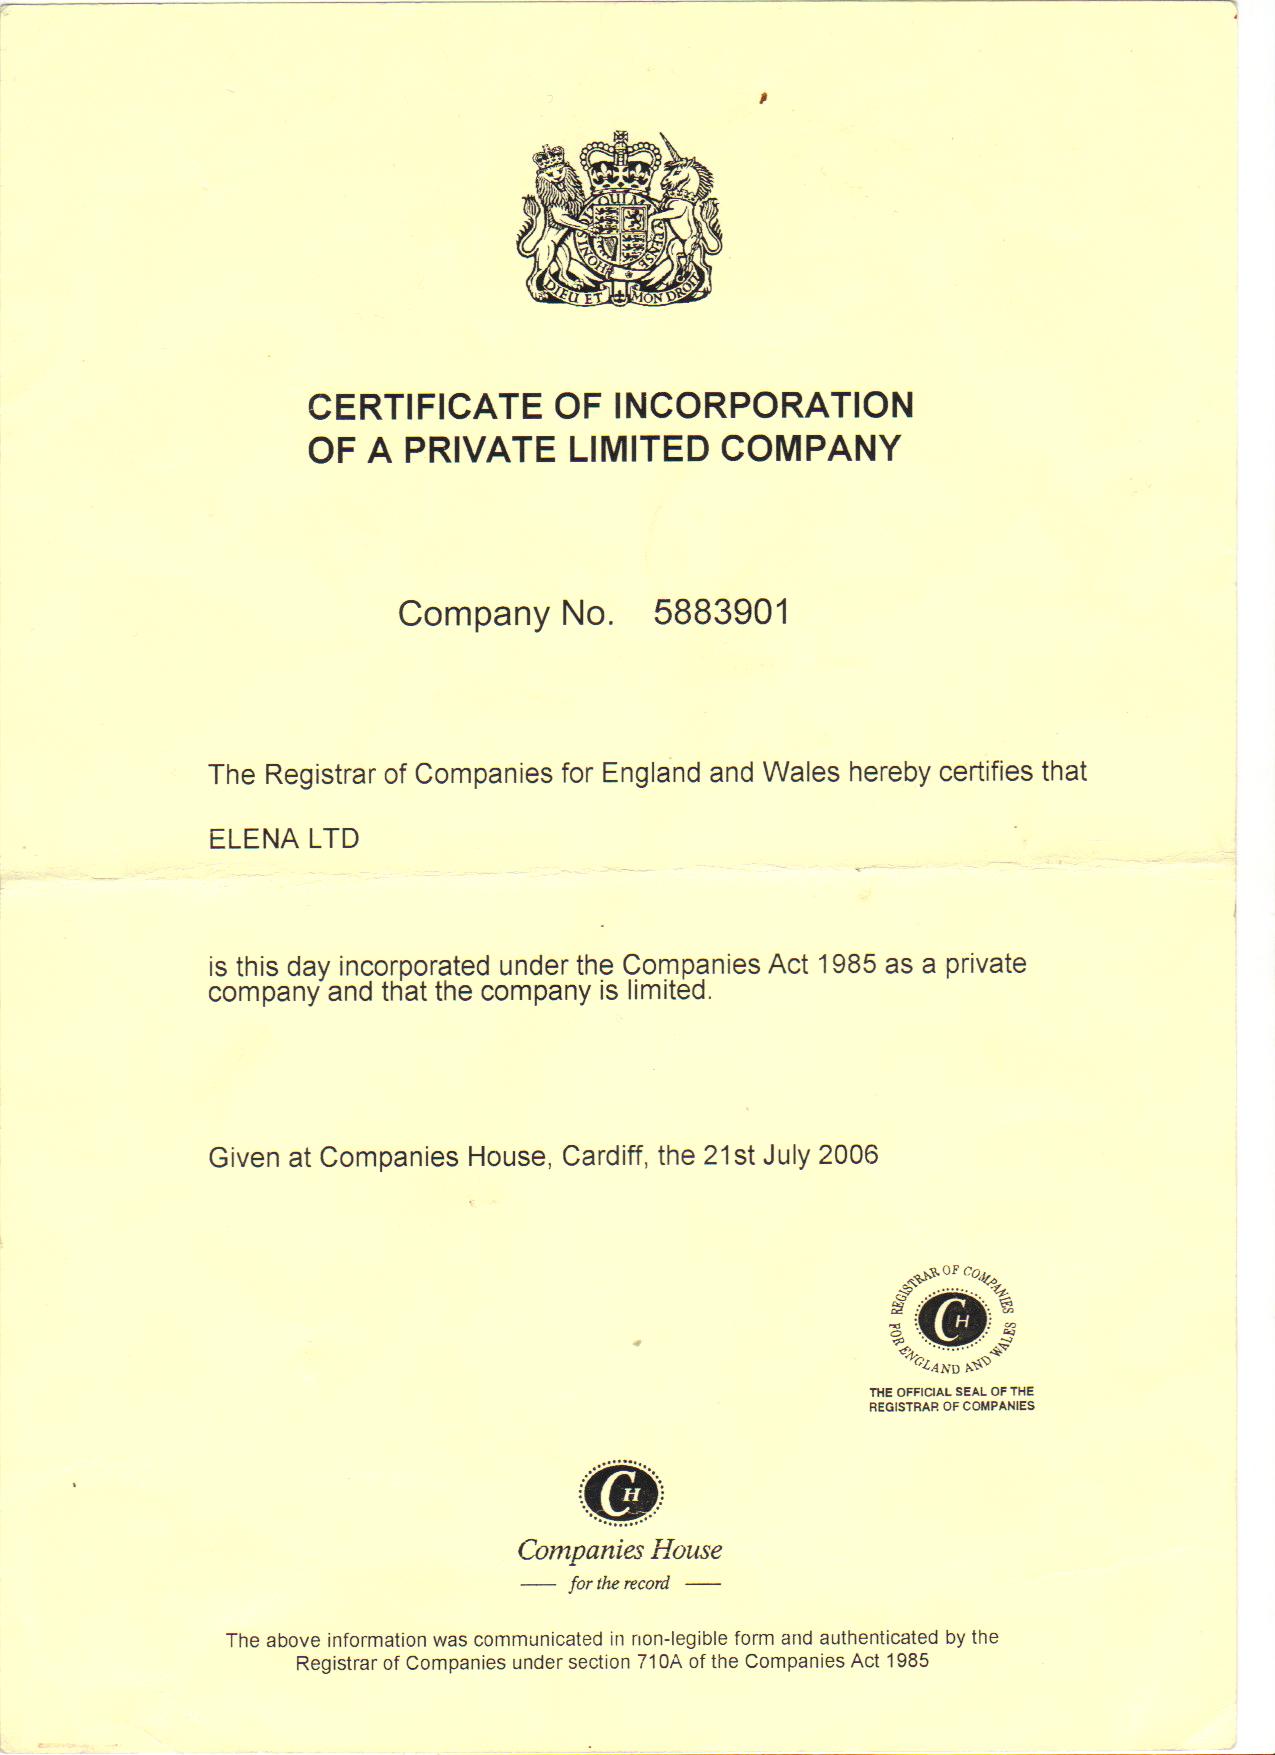 HONI SOIT QUI MAL Y PENSE
DIEU ET MON DROIT
CERTIFICATE OF INCORPORATION
OF A PRIVATE LIMITED COMPANY
Company No. 5883901
The Registrar of Companies for England and Wales hereby certifies that
ELENA LTD
is this day incorporated under the Companies Act 1985 as a private
company and that the company is limited.
Given at Companies House, Cardiff, the 21st July 2006
REGISTRAR OF COMPANIES
FOR ENGLAND AND WALES
CH
THE OFFICIAL SEAL OF THE
REGISTRAR OF COMPANIES
CH
Companies House
for the record
The above information was communicated in non-legible form and authenticated by the
Registrar of Companies under section 710A of the Companies Act 1985